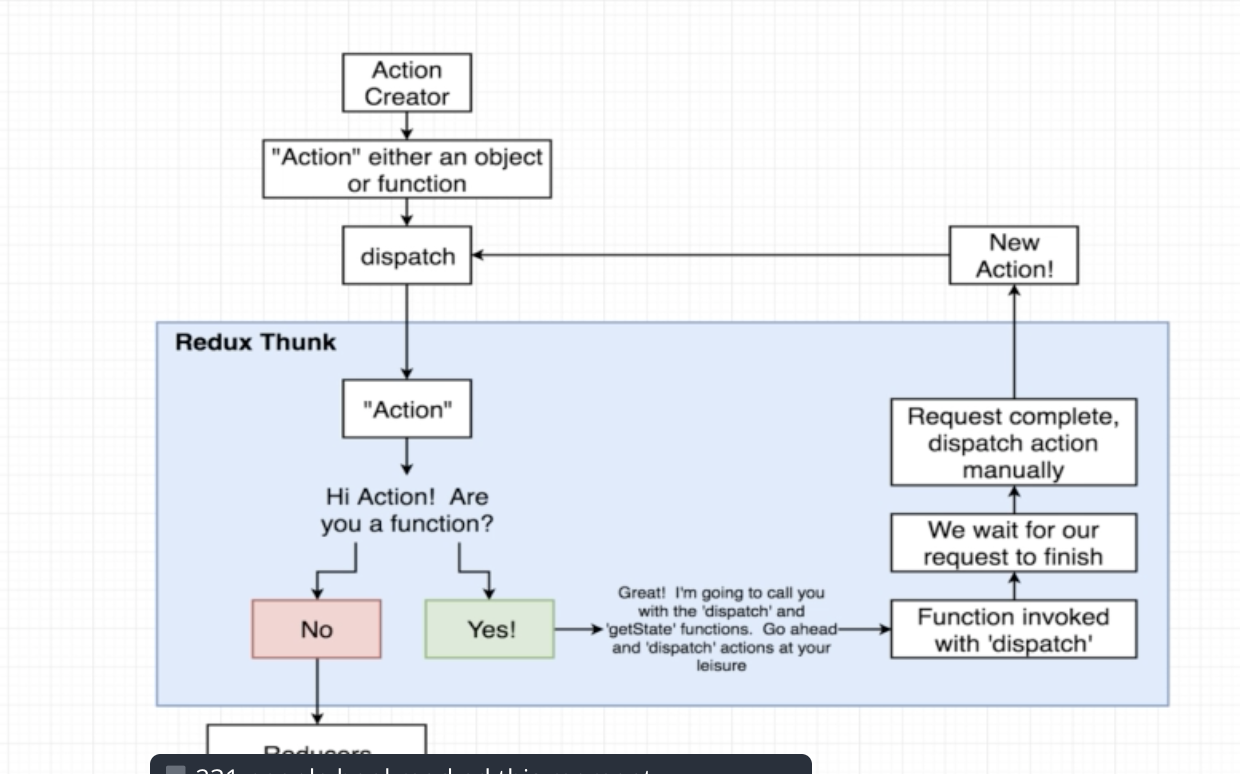 Action
Creator
"Action" either an object
or function
dispatch
New
Action!
Redux Thunk
"Action"
Hi Action!  Are
you a function?
No
Yes!
Great!  I'm going to call you
with the 'dispatch' and
'getState' functions.  Go ahead
and 'dispatch' actions at your
leisure
Request complete,
dispatch action
manually
We wait for our
request to finish
Function invoked
with 'dispatch'
Reducers